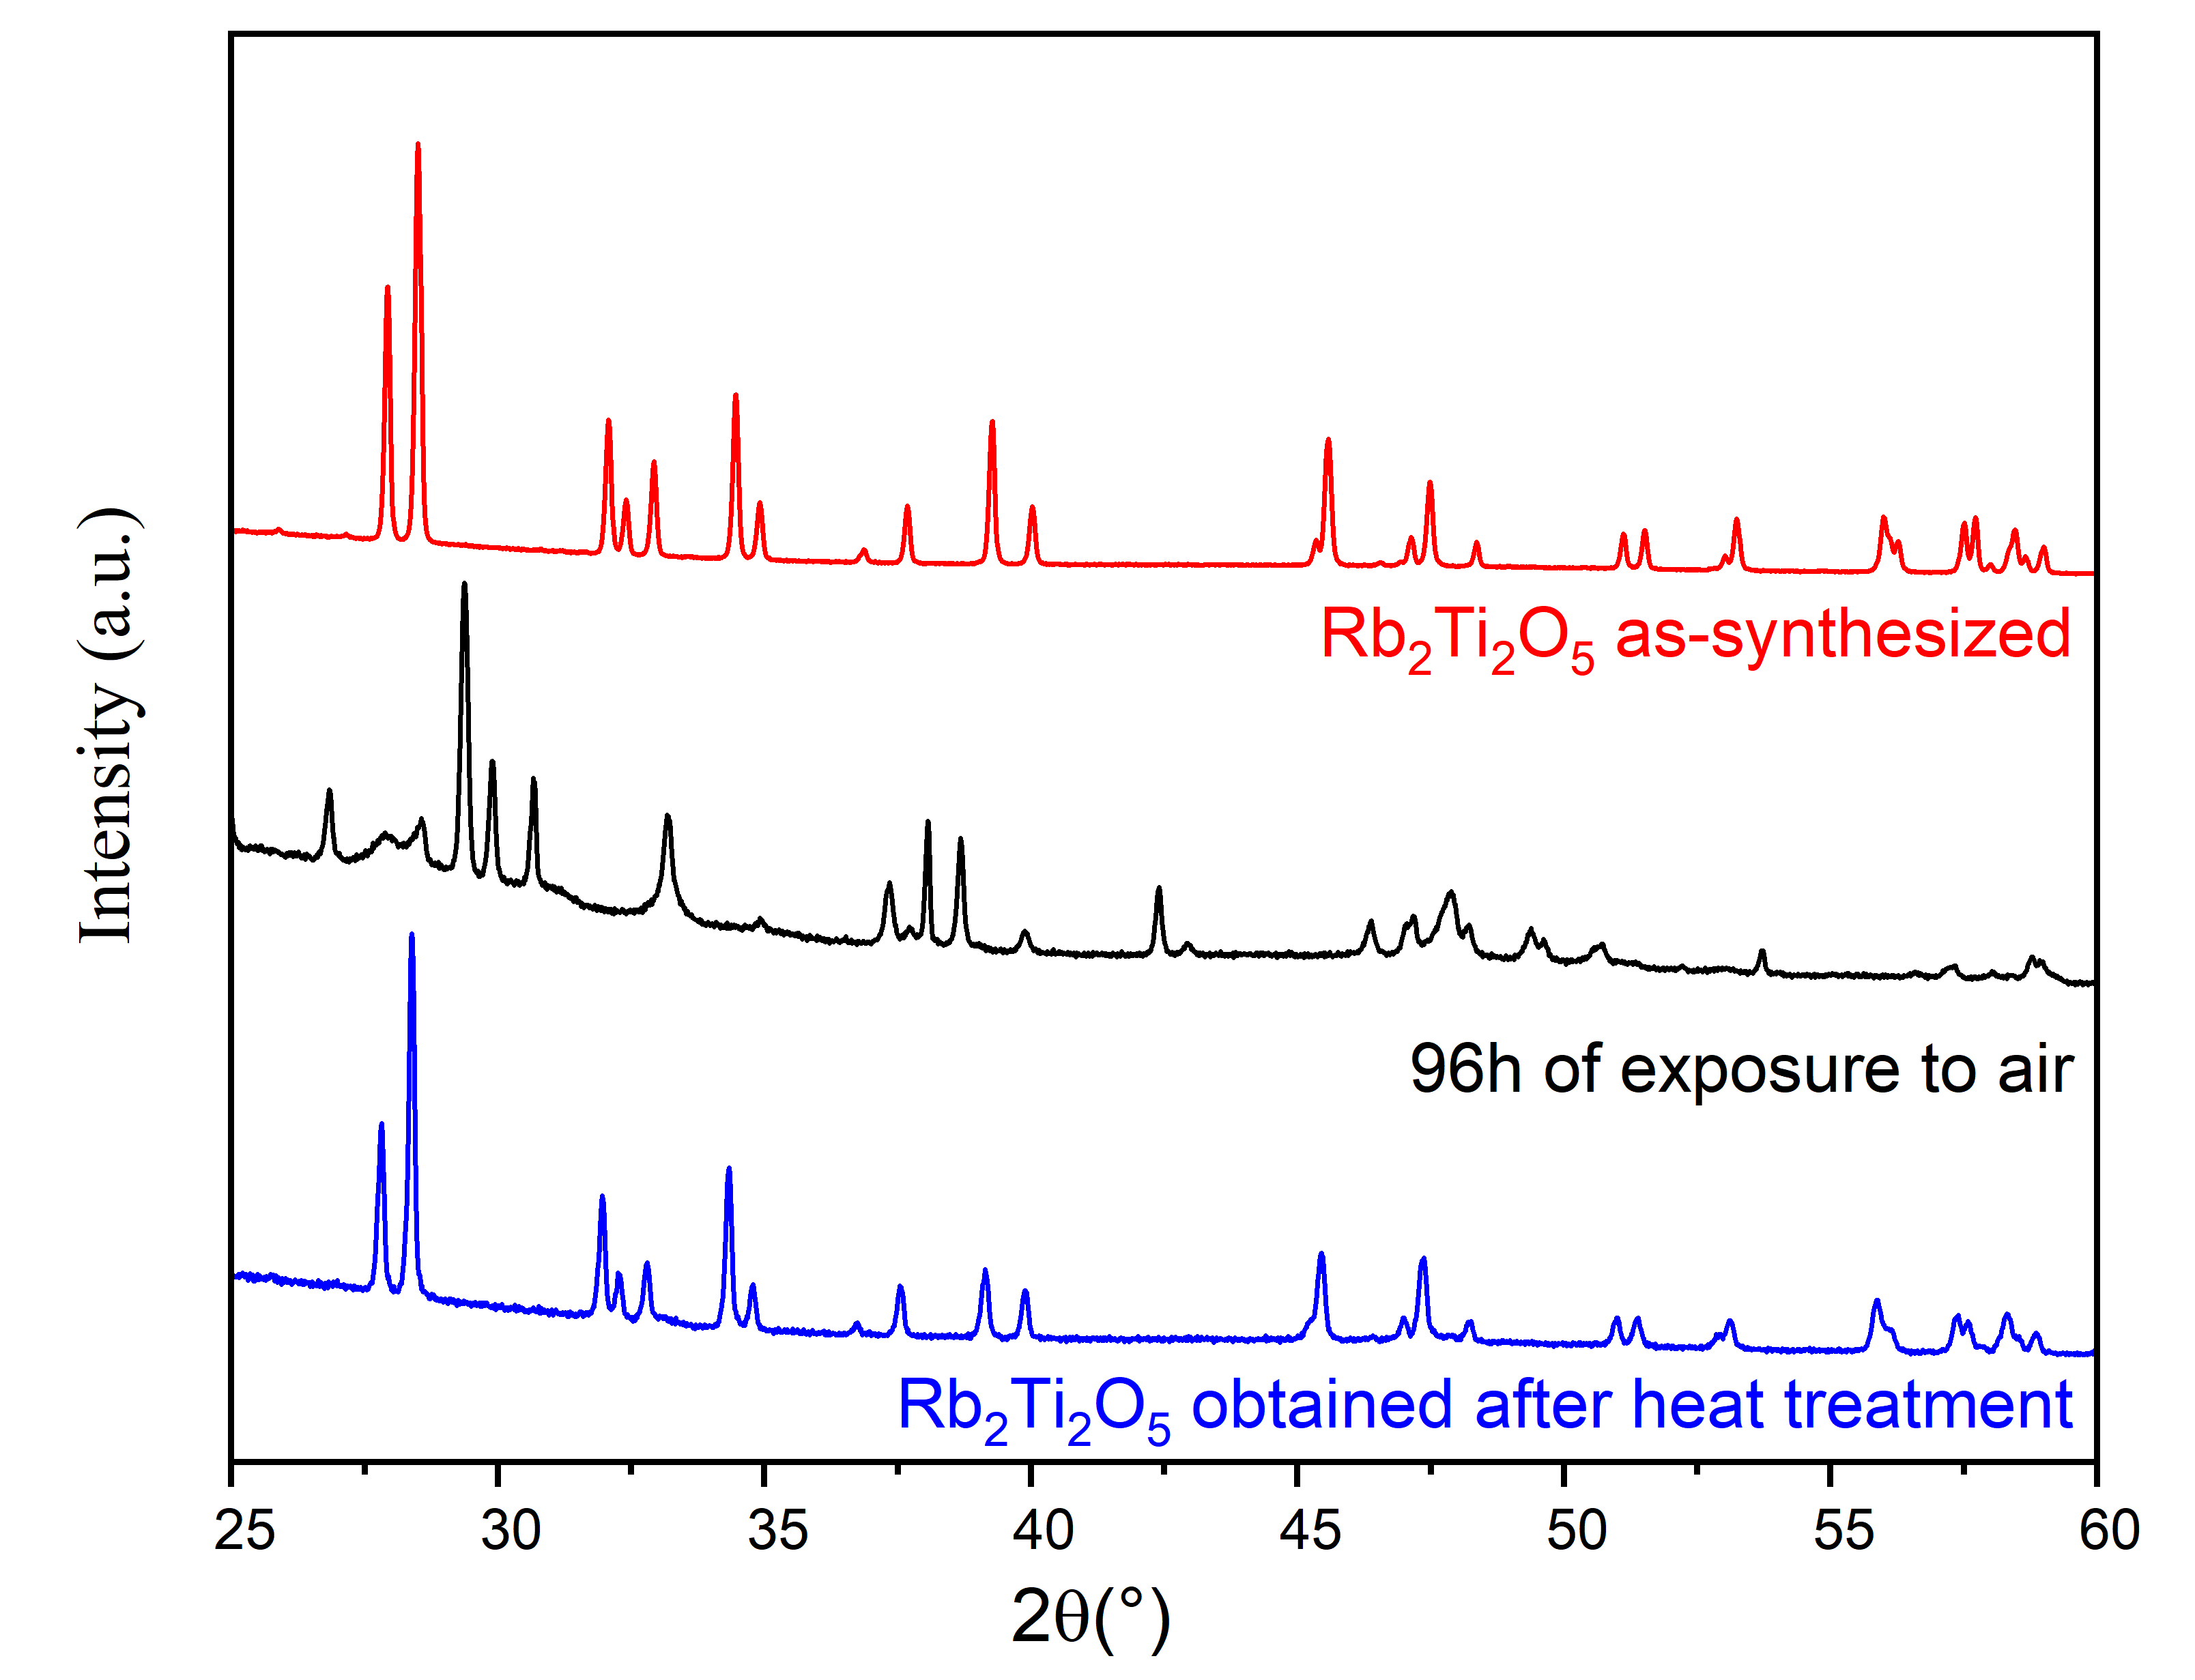 Intensity (a.u.)
Rb₂Ti₂O₅ as-synthesized
96h of exposure to air
Rb₂Ti₂O₅ obtained after heat treatment
25 30 35 40 45 50 55 60
2θ(°)